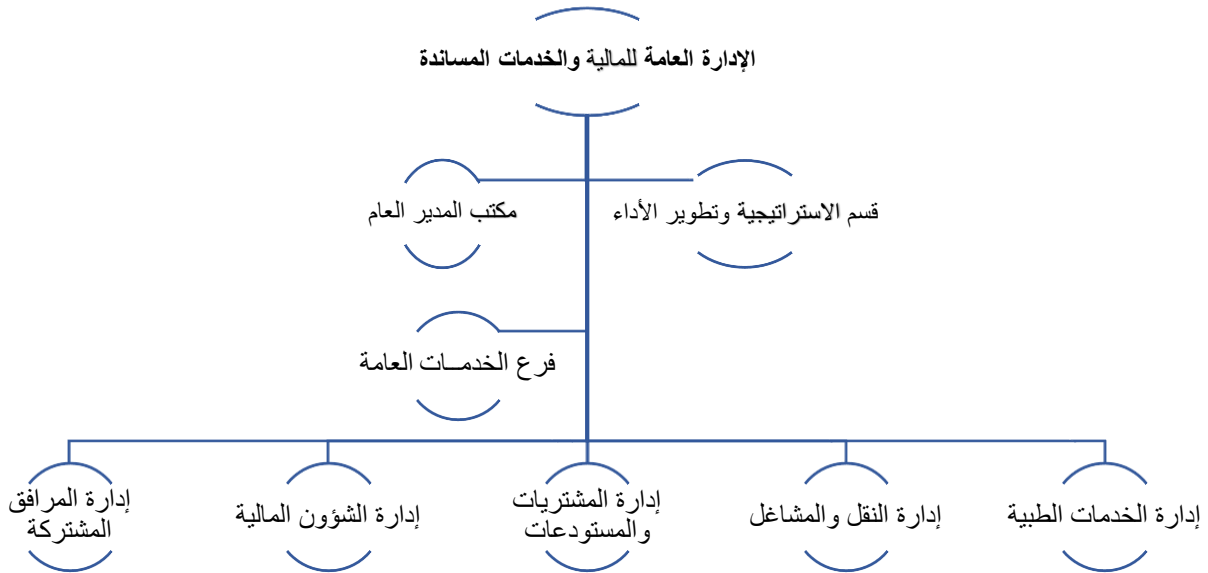 الإدارة العامة للمالية والخدمات المساندة
قسم الاستراتيجية وتطوير الأداء
مكتب المدير العام
فرع الخدمــات العامة
إدارة الخدمات الطبية
إدارة النقل والمشاغل
إدارة المشتريات
والمستودعات
إدارة الشؤون المالية
إدارة المرافق
المشتركة